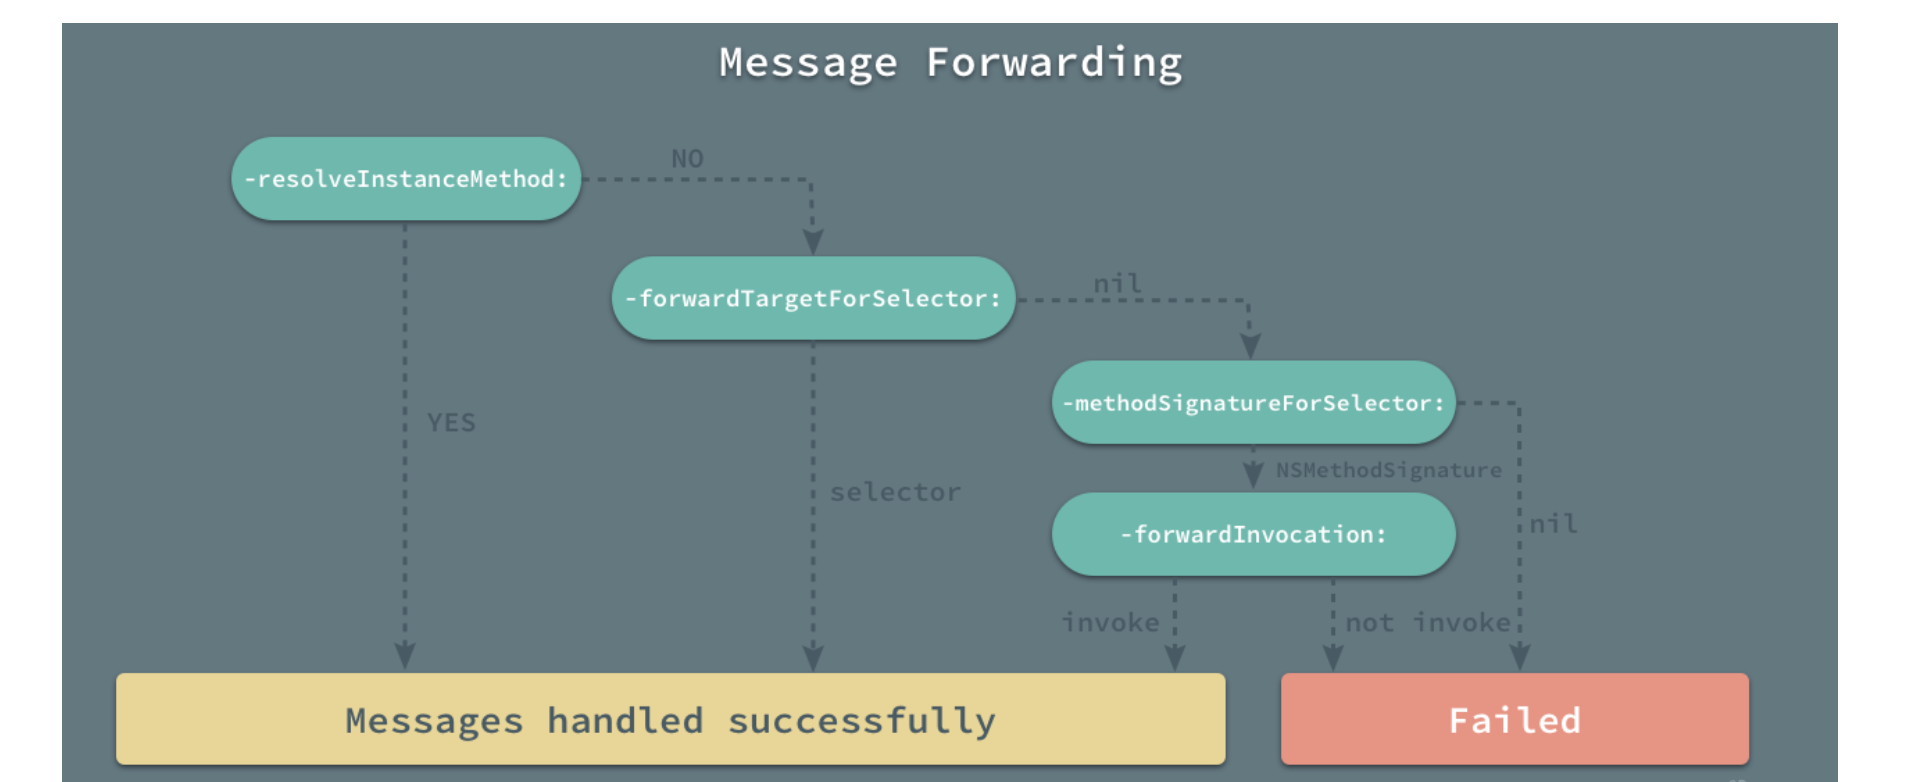 Message Forwarding
NO
-resolveInstanceMethod:
nil
-forwardTargetForSelector:
-methodSignatureForSelector:
YES
NSMethodSignature
selector
nil
-forwardInvocation:
invoke
not invoke
Messages handled successfully
Failed